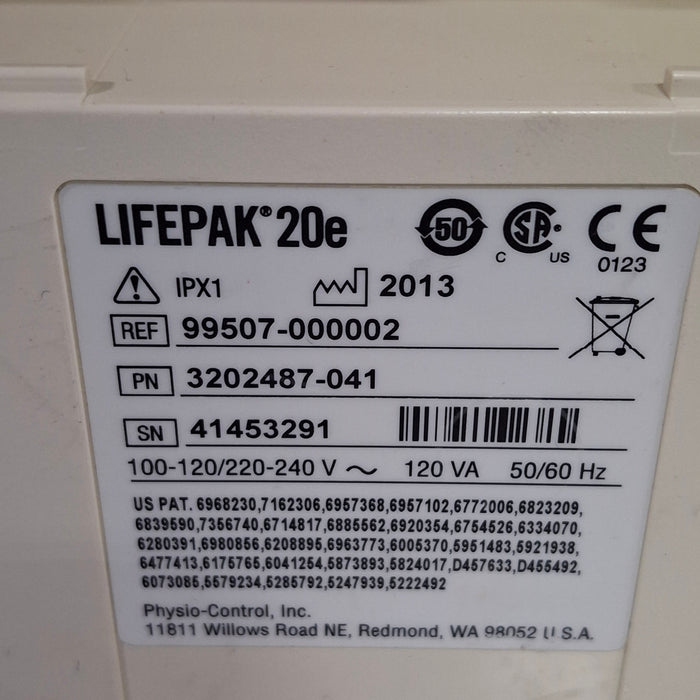 LIFEPAK® 20e
50
C SA US
CE 0123
IPX1 2013
REF 99507-000002
PN 3202487-041
SN 41453291
100-120/220-240 V ~ 120 VA 50/60 Hz
US PAT. 6968230,7162306,6957368,6957102,6772006,6823209,
6839590,7356740,6714817,6885562,6920354,6754526,6334070,
6280391,6980856,6208895,6963773,6005370,5951483,5921938,
6477413,6175765,6041254,5873893,5824017,D457633,D455492,
6073085,5579234,5285792,5247939,5222492
Physio-Control, Inc.
11811 Willows Road NE, Redmond, WA 98052 U.S.A.